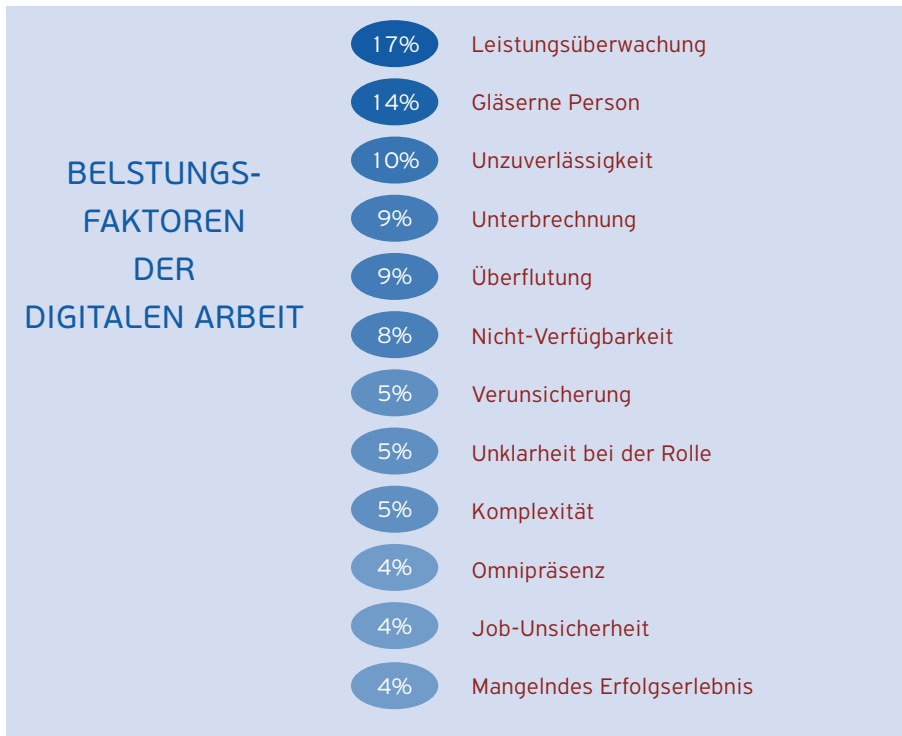 BELSTUNGS-
FAKTOREN
DER
DIGITALEN ARBEIT
17% Leistungsüberwachung
14% Gläserne Person
10% Unzuverlässigkeit
9% Unterbrechnung
9% Überflutung
8% Nicht-Verfügbarkeit
5% Verunsicherung
5% Unklarheit bei der Rolle
5% Komplexität
4% Omnipräsenz
4% Job-Unsicherheit
4% Mangelndes Erfolgserlebnis